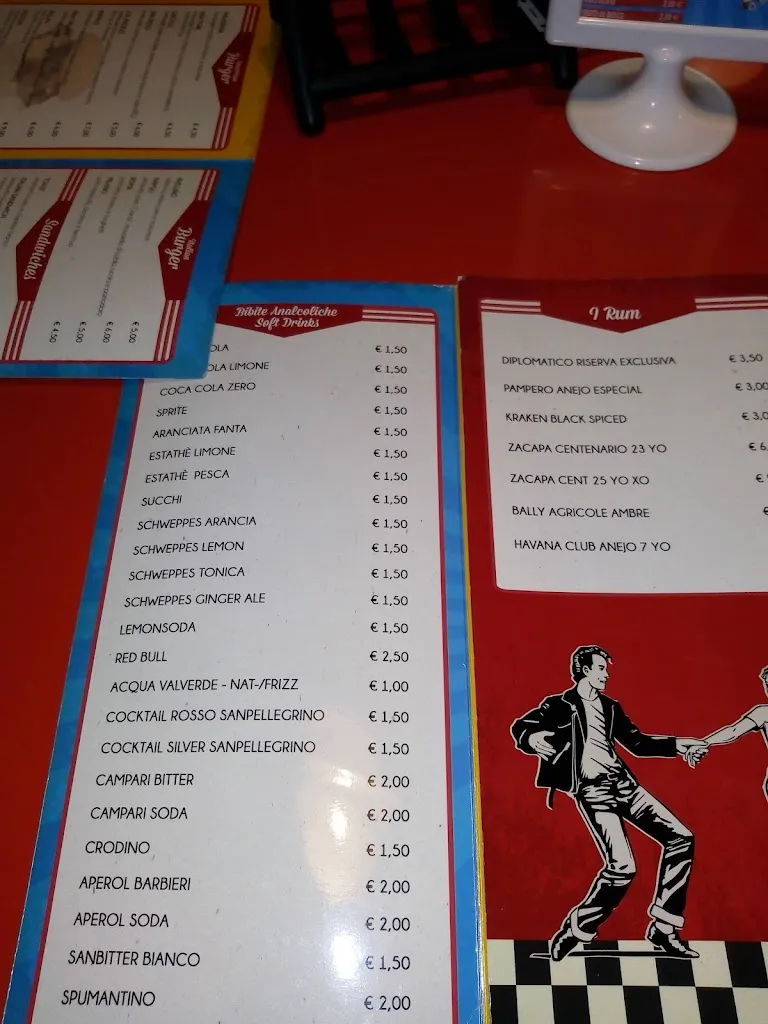 Burger
€ 5,00
€ 6,00
€ 5,00
€ 4,50
Burger
Sandwiches
Bibite Analcoliche
Soft Drinks
€ 1,50
LIMONE € 1,50
COCA COLA ZERO € 1,50
SPRITE € 1,50
ARANCIATA FANTA € 1,50
ESTATHÈ LIMONE € 1,50
ESTATHÈ PESCA € 1,50
SUCCHI € 1,50
SCHWEPPES ARANCIA € 1,50
SCHWEPPES LEMON € 1,50
SCHWEPPES TONICA € 1,50
SCHWEPPES GINGER ALE € 1,50
LEMONSODA € 1,50
RED BULL € 2,50
ACQUA VALVERDE - NAT-/FRIZZ € 1,00
COCKTAIL ROSSO SANPELLEGRINO € 1,50
COCKTAIL SILVER SANPELLEGRINO € 1,50
CAMPARI BITTER € 2,00
CAMPARI SODA € 2,00
CRODINO € 1,50
APEROL BARBIERI € 2,00
APEROL SODA € 2,00
SANBITTER BIANCO € 1,50
SPUMANTINO € 2,00
I Rum
DIPLOMATICO RISERVA EXCLUSIVA € 3,50
PAMPERO ANEJO ESPECIAL € 3,00
KRAKEN BLACK SPICED € 3,0
ZACAPA CENTENARIO 23 YO € 6,
ZACAPA CENT 25 YO XO €
BALLY AGRICOLE AMBRE €
HAVANA CLUB ANEJO 7 YO